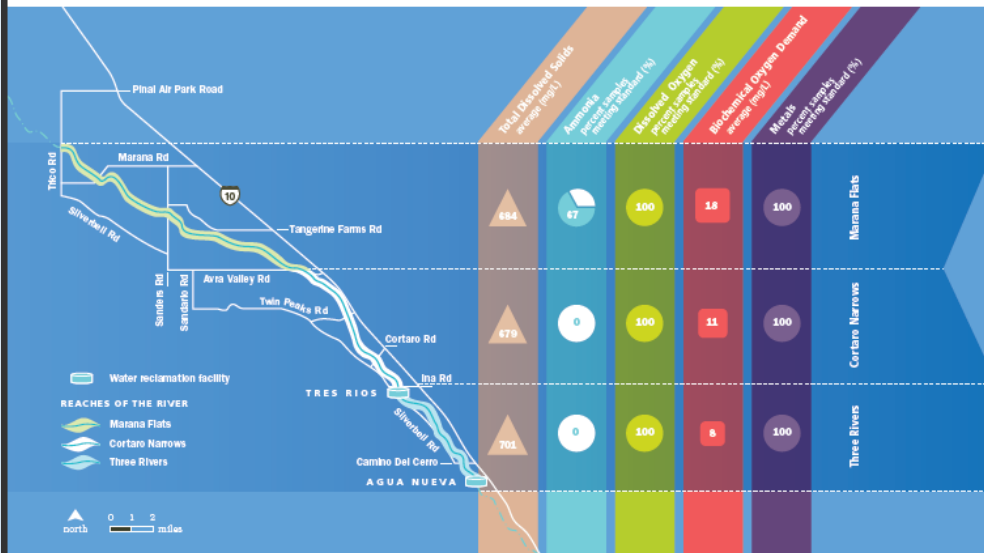 Total Dissolved Solids
average (mg/L)
Ammonia
percent samples
meeting standard (%)
Dissolved Oxygen
percent samples
meeting standard (%)
Biochemical Oxygen Demand
average (mg/L)
Metals
percent samples
meeting standard (%)
Pinal Air Park Road
Trico Rd
Marana Rd
10
Silverbell Rd
Tangerine Farms Rd
Sanders Rd
Sandario Rd
Avra Valley Rd
Twin Peaks Rd
Cortaro Rd
Ina Rd
TRES RIOS
Silverbell Rd
Camino Del Cerro
AGUA NUEVA
684
67
100
18
100
Marana Flats
679
0
100
11
100
Cortaro Narrows
701
0
100
8
100
Three Rivers
Water reclamation facility
REACHES OF THE RIVER
Marana Flats
Cortaro Narrows
Three Rivers
north
0 1 2
miles